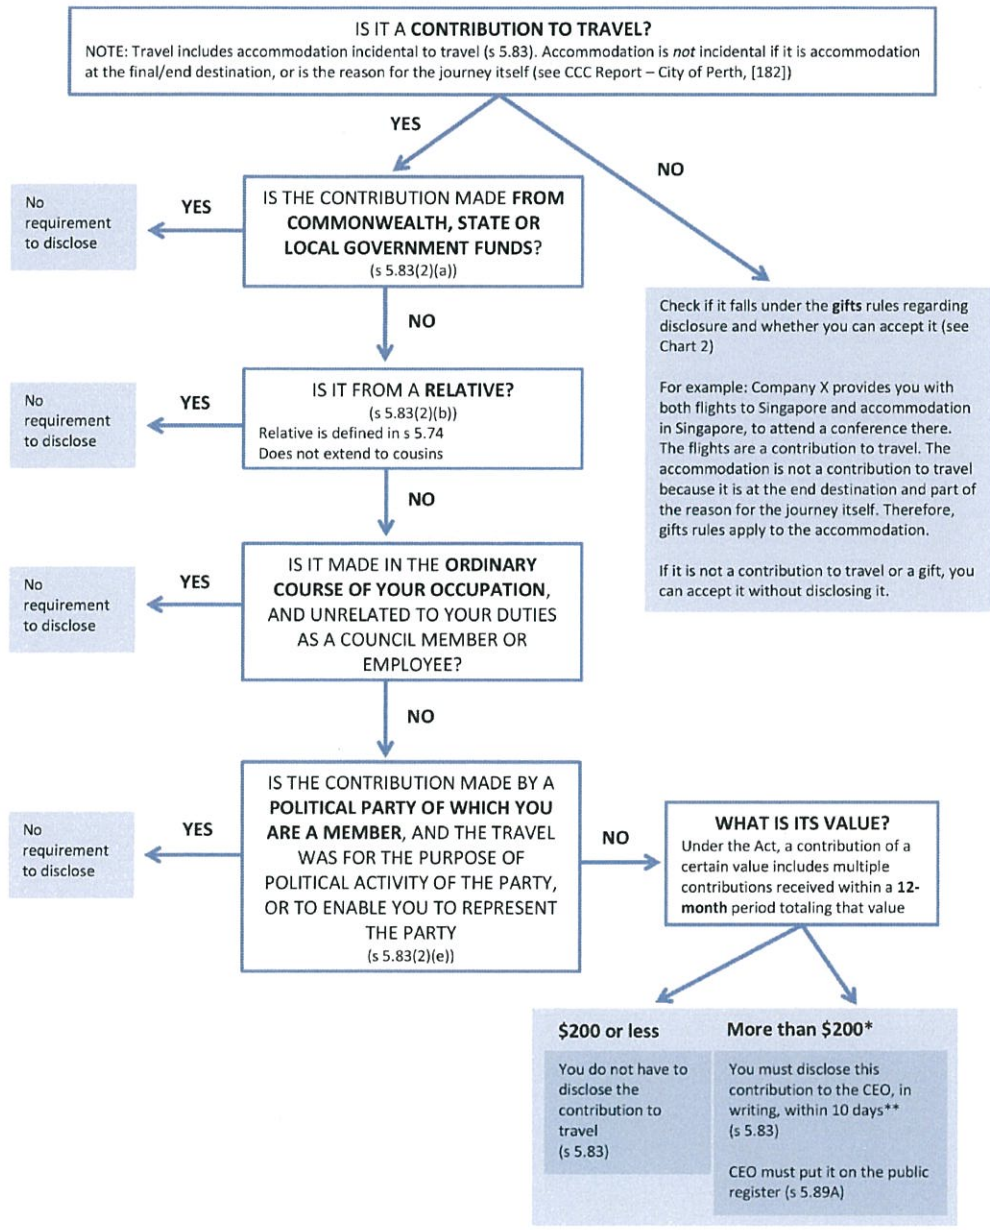 IS IT A CONTRIBUTION TO TRAVEL?
NOTE: Travel includes accommodation incidental to travel (s 5.83). Accommodation is not incidental if it is accommodation
at the final/end destination, or is the reason for the journey itself (see CCC Report – City of Perth, [182])
YES
NO
IS THE CONTRIBUTION MADE FROM
COMMONWEALTH, STATE OR
LOCAL GOVERNMENT FUNDS?
(s 5.83(2)(a))
YES
No
requirement
to disclose
NO
Check if it falls under the gifts rules regarding
disclosure and whether you can accept it (see
Chart 2)
For example: Company X provides you with
both flights to Singapore and accommodation
in Singapore, to attend a conference there.
The flights are a contribution to travel. The
accommodation is not a contribution to travel
because it is at the end destination and part of
the reason for the journey itself. Therefore,
gifts rules apply to the accommodation.
If it is not a contribution to travel or a gift, you
can accept it without disclosing it.
IS IT FROM A RELATIVE?
(s 5.83(2)(b))
Relative is defined in s 5.74
Does not extend to cousins
YES
No
requirement
to disclose
NO
IS IT MADE IN THE ORDINARY
COURSE OF YOUR OCCUPATION,
AND UNRELATED TO YOUR DUTIES
AS A COUNCIL MEMBER OR
EMPLOYEE?
YES
No
requirement
to disclose
NO
IS THE CONTRIBUTION MADE BY A
POLITICAL PARTY OF WHICH YOU
ARE A MEMBER, AND THE TRAVEL
WAS FOR THE PURPOSE OF
POLITICAL ACTIVITY OF THE PARTY,
OR TO ENABLE YOU TO REPRESENT
THE PARTY
(s 5.83(2)(e))
YES
No
requirement
to disclose
NO
WHAT IS ITS VALUE?
Under the Act, a contribution of a
certain value includes multiple
contributions received within a 12-
month period totaling that value
$200 or less
You do not have to
disclose the
contribution to
travel
(s 5.83)
More than $200*
You must disclose this
contribution to the CEO, in
writing, within 10 days**
(s 5.83)
CEO must put it on the public
register (s 5.89A)